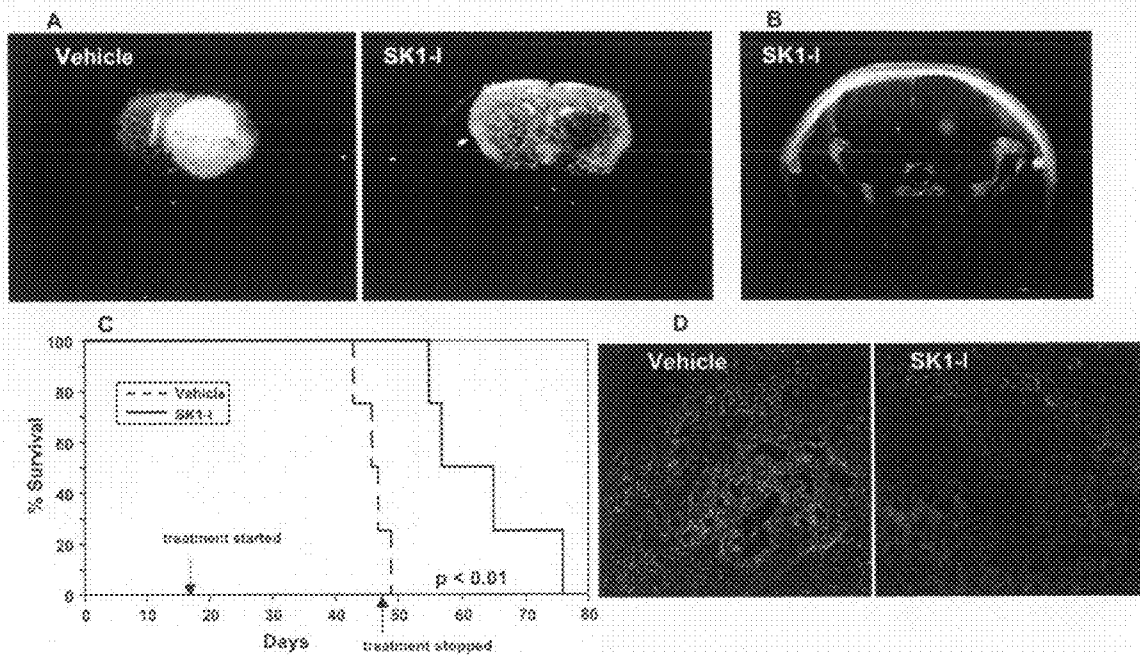 A
B
Vehicle
SK1-I
SK1-I
C
D
100
80
60
40
20
0
% Survival
Vehicle
SK1-I
treatment started
p < 0.01
0 10 20 30 40 50 60 70 80
Days
treatment stopped
Vehicle
SK1-I